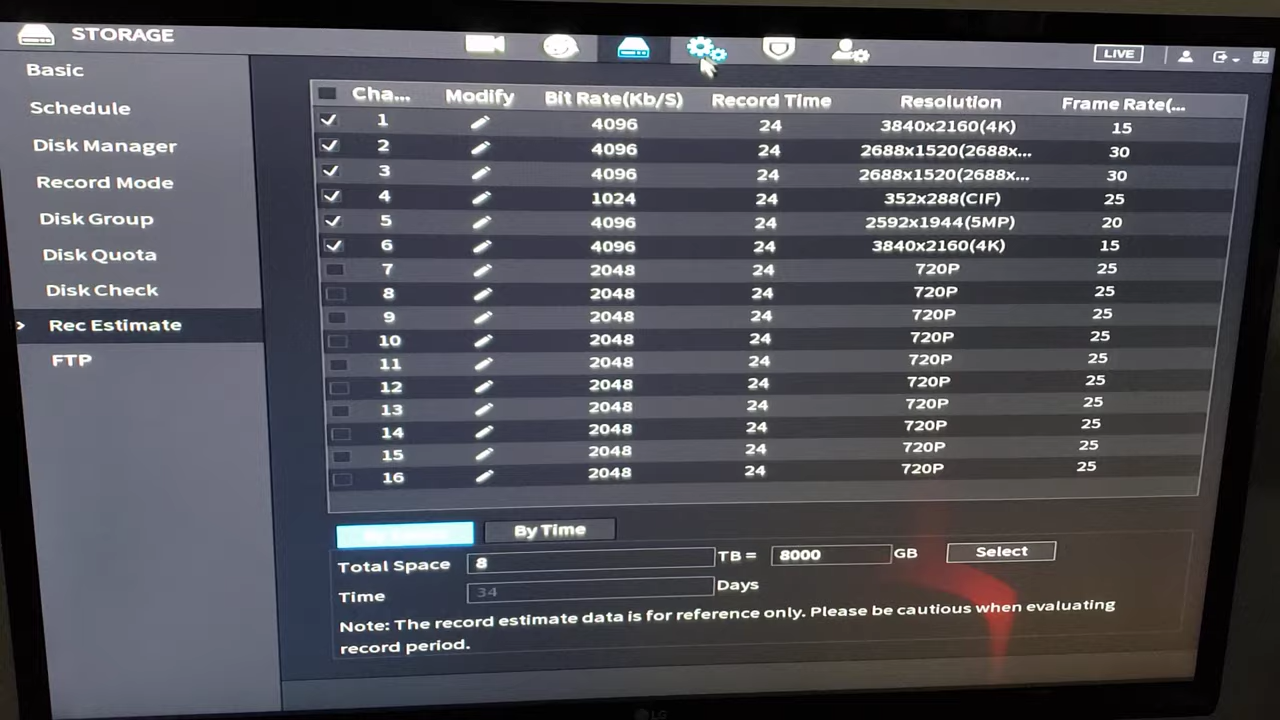 STORAGE
LIVE
Basic
Schedule
Disk Manager
Record Mode
Disk Group
Disk Quota
Disk Check
Rec Estimate
FTP
Cha... Modify Bit Rate(Kb/S) Record Time Resolution Frame Rate(...
1 4096 24 3840x2160(4K) 15
2 4096 24 2688x1520(2688x... 30
3 4096 24 2688x1520(2688x... 30
4 1024 24 352x288(CIF) 25
5 4096 24 2592x1944(5MP) 20
6 4096 24 3840x2160(4K) 15
7 2048 24 720P 25
8 2048 24 720P 25
9 2048 24 720P 25
10 2048 24 720P 25
11 2048 24 720P 25
12 2048 24 720P 25
13 2048 24 720P 25
14 2048 24 720P 25
15 2048 24 720P 25
16 2048 24 720P 25
By Time
Total Space 8 TB = 8000 GB Select
Time 34 Days
Note: The record estimate data is for reference only. Please be cautious when evaluating
record period.
LG